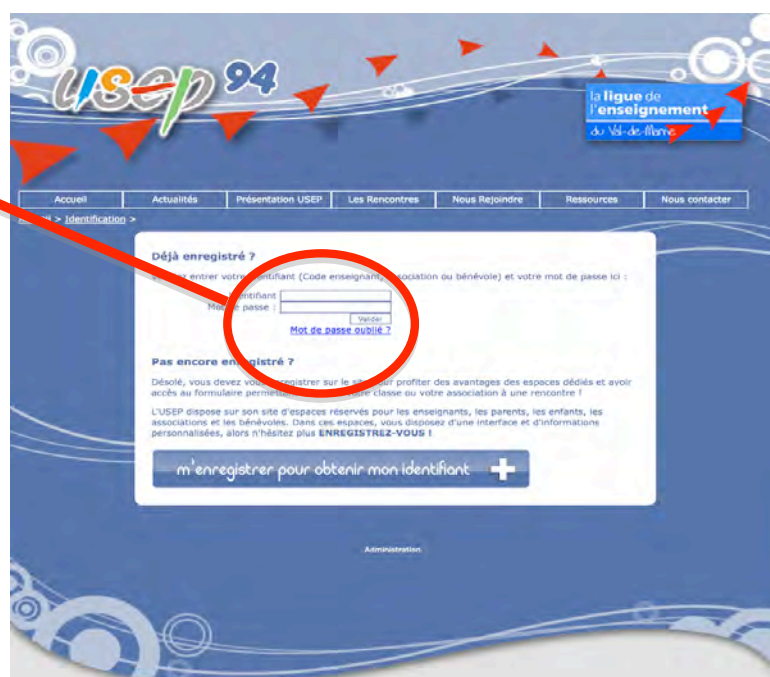 usep 94
la ligue de
l'enseignement
du Val-de-Marne
Accueil Actualités Présentation USEP Les Rencontres Nous Rejoindre Ressources Nous contacter
> Identification >
Déjà enregistré ?
entrer votre identifiant (Code enseignant, association ou bénévole) et votre mot de passe ici :
Identifiant
Mot de passe :
Valider
Mot de passe oublié ?
Pas encore enregistré ?
Désolé, vous devez vous enregistrer sur le site pour profiter des avantages des espaces dédiés et avoir
accès au formulaire classe ou votre association à une rencontre !
L'USEP dispose sur son site d'espaces réservés pour les enseignants, les parents, les enfants, les
associations et les bénévoles. Dans ces espaces, vous disposez d'une interface et d'informations
personnalisées, alors n'hésitez plus ENREGISTREZ-VOUS !
m'enregistrer pour obtenir mon identifiant
Administration